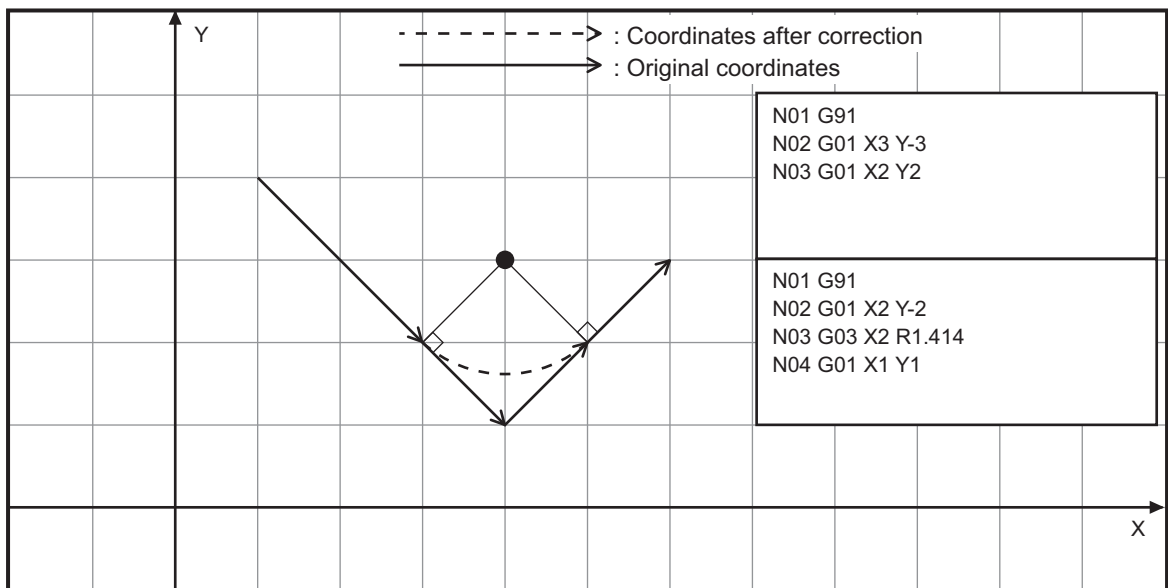 Y
: Coordinates after correction
: Original coordinates
N01 G91
N02 G01 X3 Y-3
N03 G01 X2 Y2
N01 G91
N02 G01 X2 Y-2
N03 G03 X2 R1.414
N04 G01 X1 Y1
X